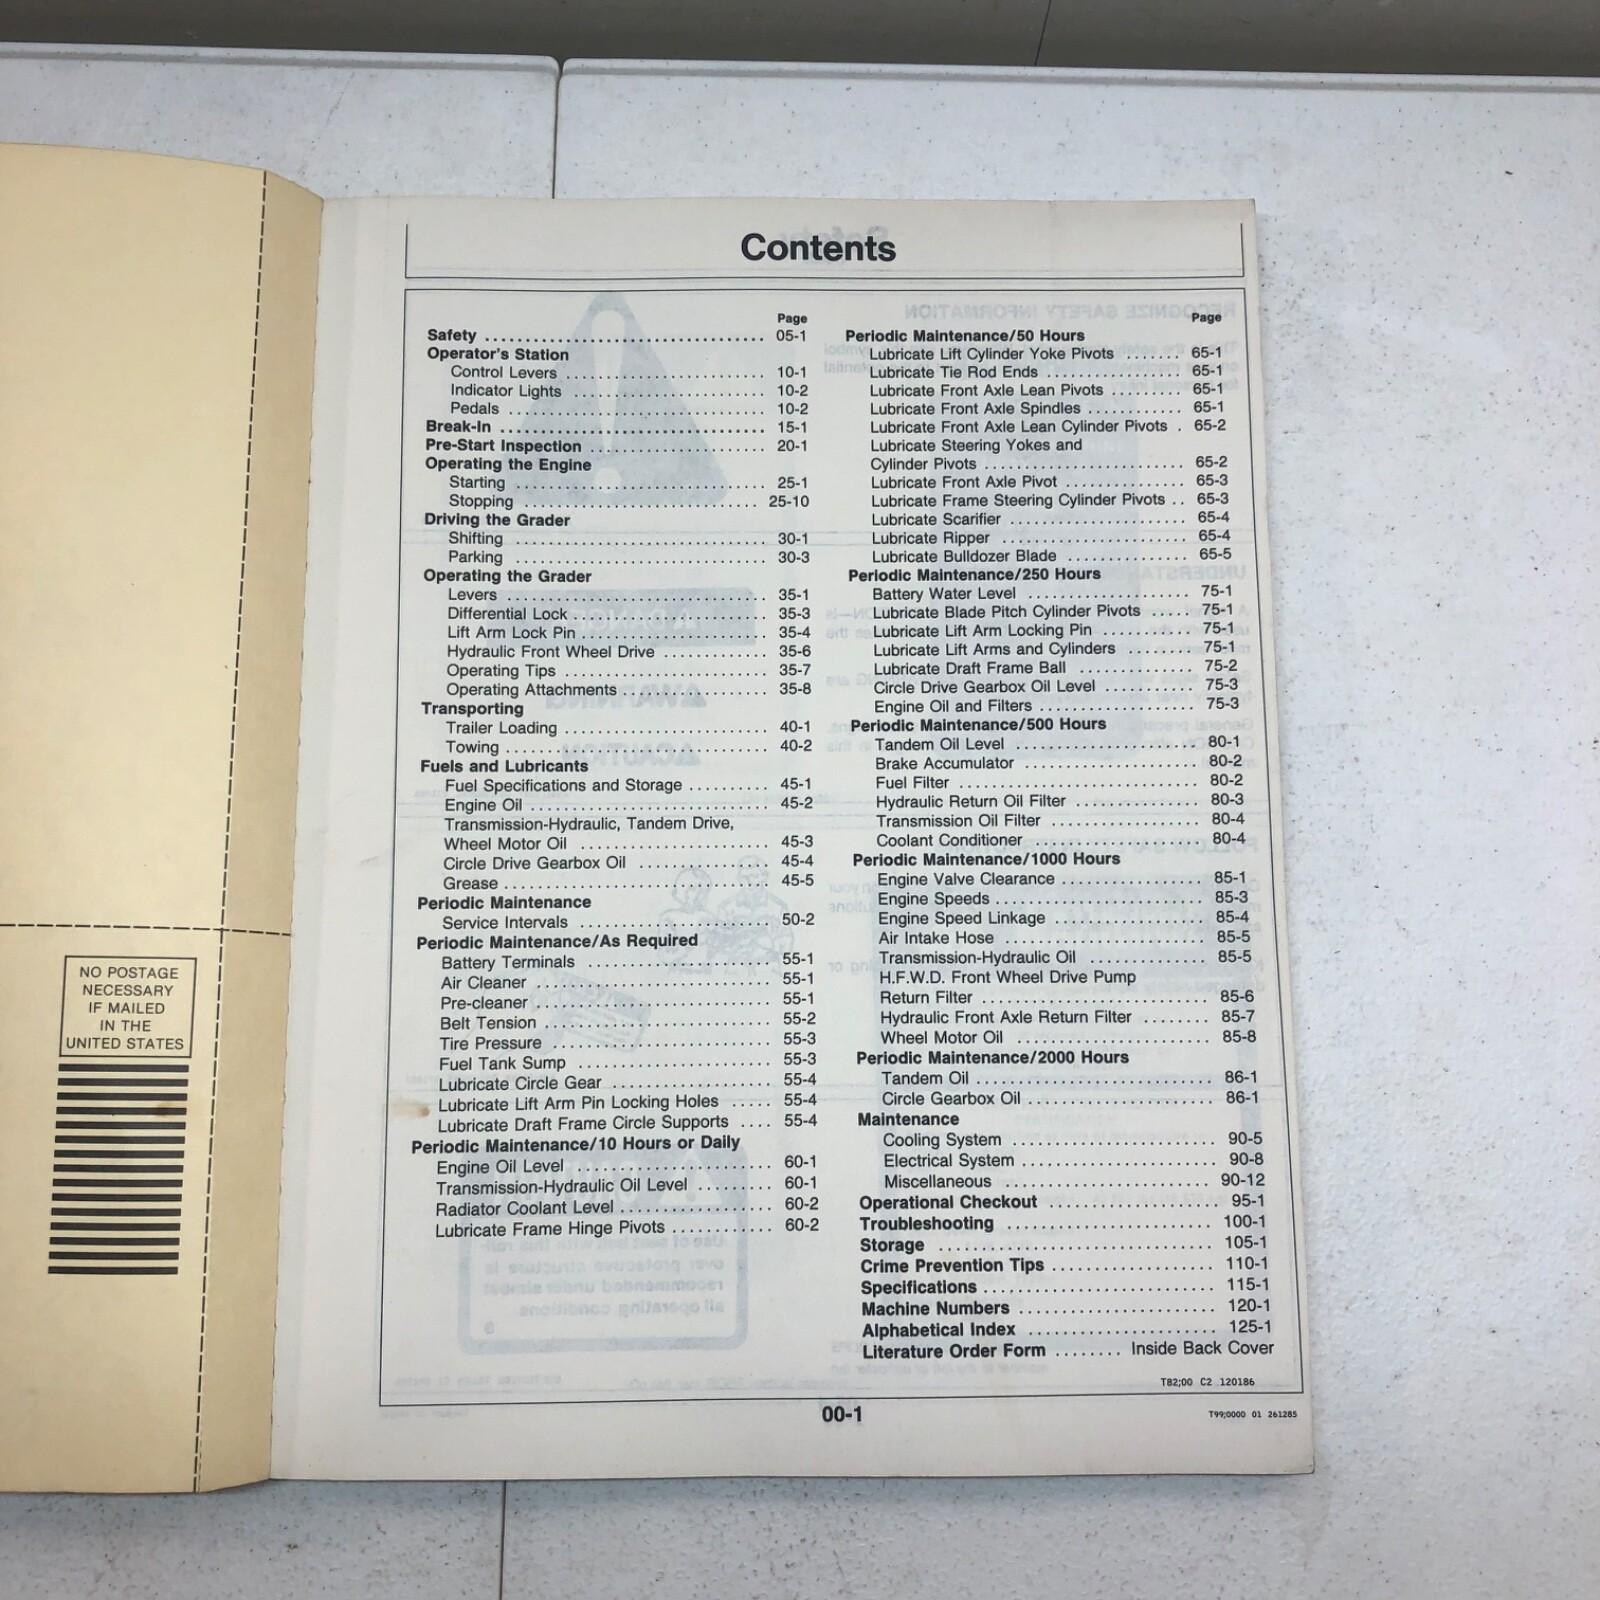 NO POSTAGE
NECESSARY
IF MAILED
IN THE
UNITED STATES
Contents
Page
Safety .......... 05-1
Operator's Station
Control Levers .......... 10-1
Indicator Lights .......... 10-2
Pedals .......... 10-2
Break-In .......... 15-1
Pre-Start Inspection .......... 20-1
Operating the Engine
Starting .......... 25-1
Stopping .......... 25-10
Driving the Grader
Shifting .......... 30-1
Parking .......... 30-3
Operating the Grader
Levers .......... 35-1
Differential Lock .......... 35-3
Lift Arm Lock Pin .......... 35-4
Hydraulic Front Wheel Drive .......... 35-6
Operating Tips .......... 35-7
Operating Attachments .......... 35-8
Transporting
Trailer Loading .......... 40-1
Towing .......... 40-2
Fuels and Lubricants
Fuel Specifications and Storage .......... 45-1
Engine Oil .......... 45-2
Transmission-Hydraulic, Tandem Drive,
Wheel Motor Oil .......... 45-3
Circle Drive Gearbox Oil .......... 45-4
Grease .......... 45-5
Periodic Maintenance
Service Intervals .......... 50-2
Periodic Maintenance/As Required
Battery Terminals .......... 55-1
Air Cleaner .......... 55-1
Pre-cleaner .......... 55-1
Belt Tension .......... 55-2
Tire Pressure .......... 55-3
Fuel Tank Sump .......... 55-3
Lubricate Circle Gear .......... 55-4
Lubricate Lift Arm Pin Locking Holes ..... 55-4
Lubricate Draft Frame Circle Supports .... 55-4
Periodic Maintenance/10 Hours or Daily
Engine Oil Level .......... 60-1
Transmission-Hydraulic Oil Level ......... 60-1
Radiator Coolant Level .......... 60-2
Lubricate Frame Hinge Pivots .......... 60-2
Page
Periodic Maintenance/50 Hours
Lubricate Lift Cylinder Yoke Pivots ....... 65-1
Lubricate Tie Rod Ends .......... 65-1
Lubricate Front Axle Lean Pivots ......... 65-1
Lubricate Front Axle Spindles .......... 65-1
Lubricate Front Axle Lean Cylinder Pivots . 65-2
Lubricate Steering Yokes and
Cylinder Pivots .......... 65-2
Lubricate Front Axle Pivot .......... 65-3
Lubricate Frame Steering Cylinder Pivots .. 65-3
Lubricate Scarifier .......... 65-4
Lubricate Ripper .......... 65-4
Lubricate Bulldozer Blade .......... 65-5
Periodic Maintenance/250 Hours
Battery Water Level .......... 75-1
Lubricate Blade Pitch Cylinder Pivots ..... 75-1
Lubricate Lift Arm Locking Pin .......... 75-1
Lubricate Lift Arms and Cylinders ........ 75-1
Lubricate Draft Frame Ball .......... 75-2
Circle Drive Gearbox Oil Level .......... 75-3
Engine Oil and Filters .......... 75-3
Periodic Maintenance/500 Hours
Tandem Oil Level .......... 80-1
Brake Accumulator .......... 80-2
Fuel Filter .......... 80-2
Hydraulic Return Oil Filter .......... 80-3
Transmission Oil Filter .......... 80-4
Coolant Conditioner .......... 80-4
Periodic Maintenance/1000 Hours
Engine Valve Clearance .......... 85-1
Engine Speeds .......... 85-3
Engine Speed Linkage .......... 85-4
Air Intake Hose .......... 85-5
Transmission-Hydraulic Oil .......... 85-5
H.F.W.D. Front Wheel Drive Pump
Return Filter .......... 85-6
Hydraulic Front Axle Return Filter ........ 85-7
Wheel Motor Oil .......... 85-8
Periodic Maintenance/2000 Hours
Tandem Oil .......... 86-1
Circle Gearbox Oil .......... 86-1
Maintenance
Cooling System .......... 90-5
Electrical System .......... 90-8
Miscellaneous .......... 90-12
Operational Checkout .......... 95-1
Troubleshooting .......... 100-1
Storage .......... 105-1
Crime Prevention Tips .......... 110-1
Specifications .......... 115-1
Machine Numbers .......... 120-1
Alphabetical Index .......... 125-1
Literature Order Form ........ Inside Back Cover
T82;00 C2 120186
00-1
T99;0000 01 261285